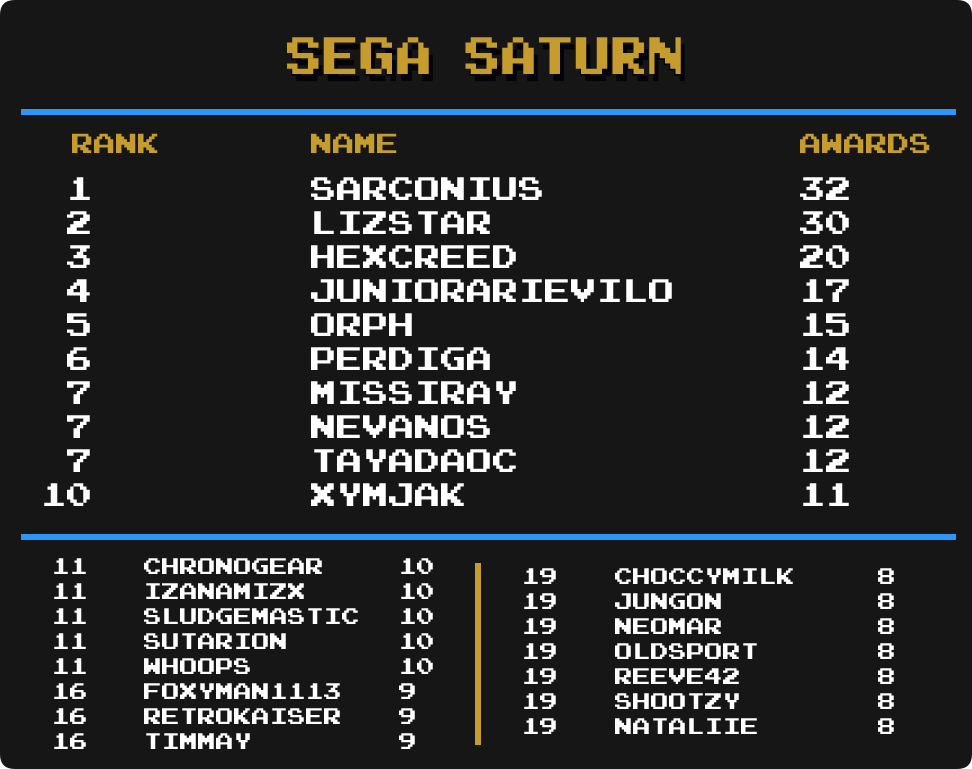 SEGA SATURN
RANK NAME AWARDS
1 SARCONIUS 32
2 LIZSTAR 30
3 HEXCREED 20
4 JUNIORARIEVILO 17
5 ORPH 15
6 PERDIGA 14
7 MISSIRAY 12
7 NEVANOS 12
7 TAYADAOC 12
10 XYMJAK 11
11 CHRONOGEAR 10
11 IZANAMIZX 10
11 SLUDGEMASTIC 10
11 SUTARION 10
11 WHOOPS 10
16 FOXYMAN1113 9
16 RETROKAISER 9
16 TIMMAY 9
19 CHOCCYMILK 8
19 JUNGON 8
19 NEOMAR 8
19 OLDSPORT 8
19 REEVE42 8
19 SHOOTZY 8
19 NATALIIE 8